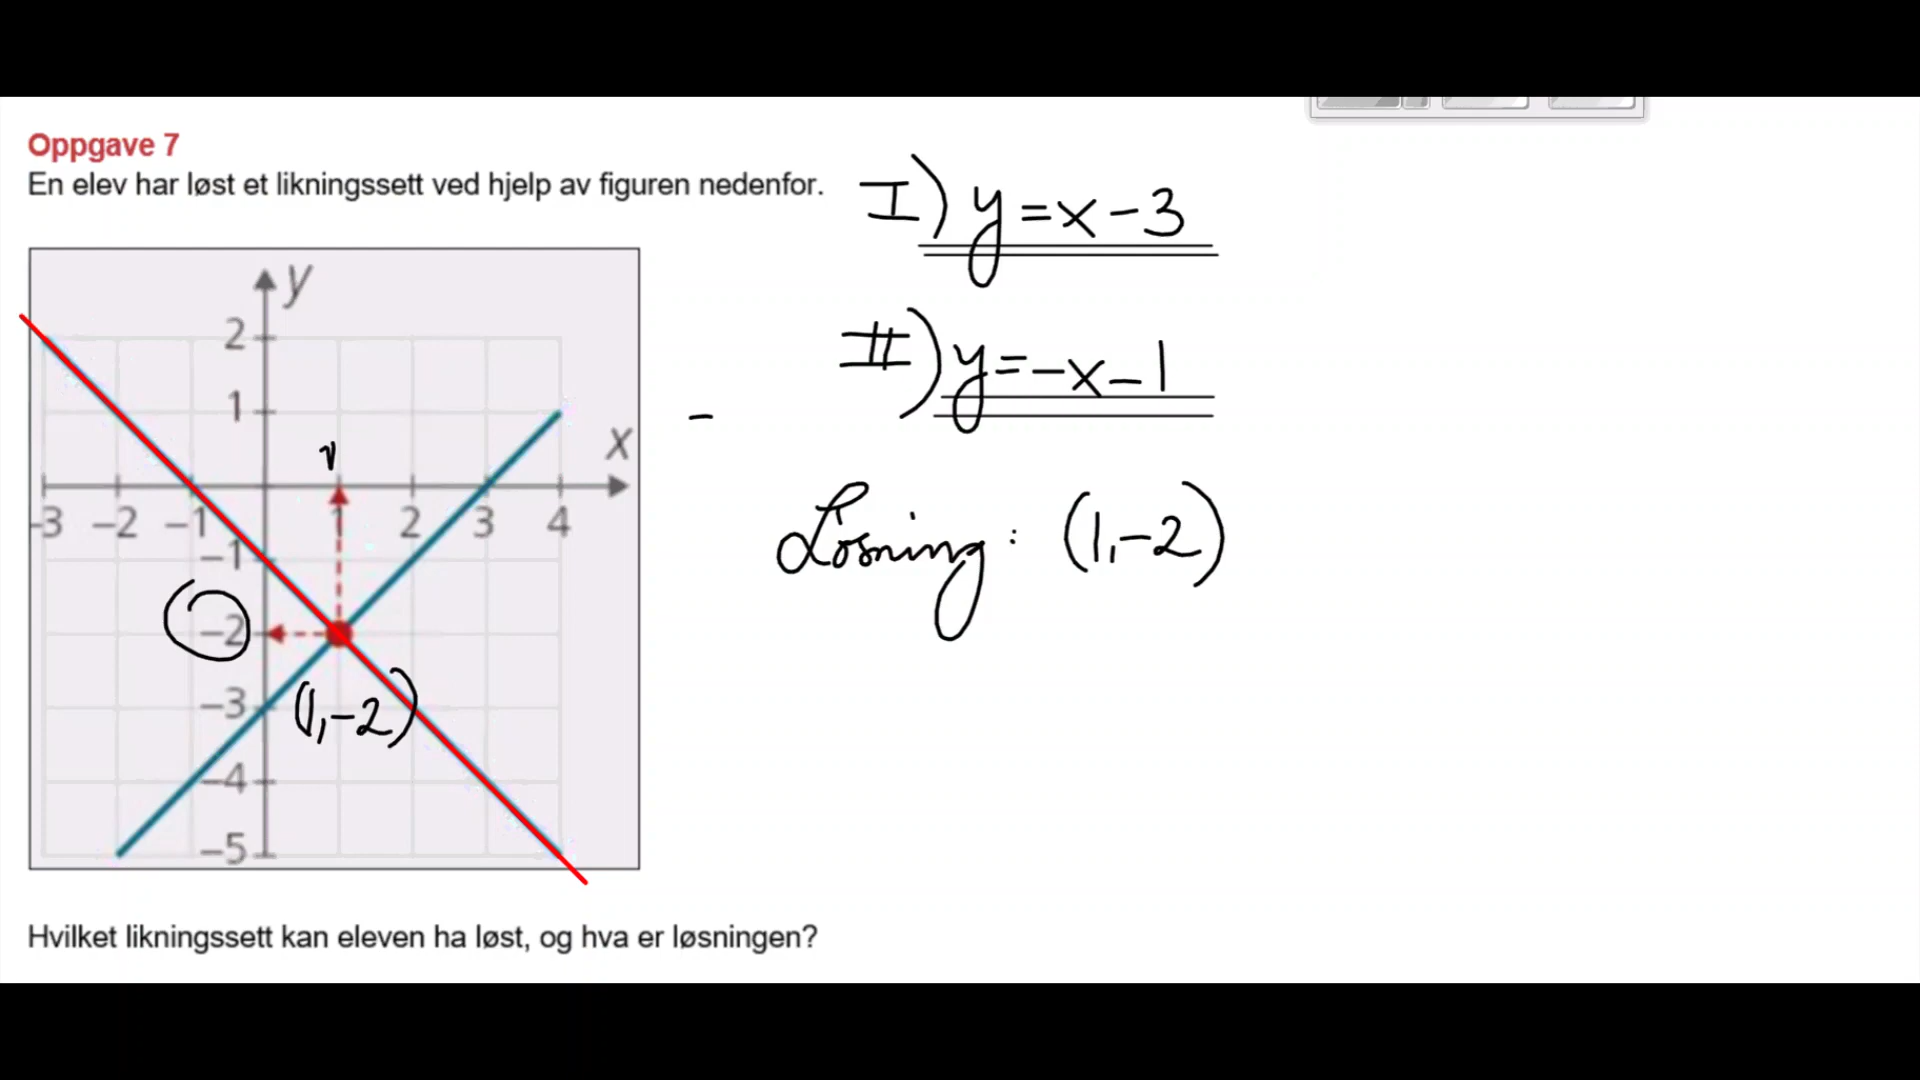 Oppgave 7
En elev har løst et likningssett ved hjelp av figuren nedenfor.
I) y = x - 3
II) y = -x - 1
Løsning: (1, -2)
y
2
1
x
-3 -2 -1 1 2 3 4
-1
-2
-3
(1, -2)
-4
-5
Hvilket likningssett kan eleven ha løst, og hva er løsningen?